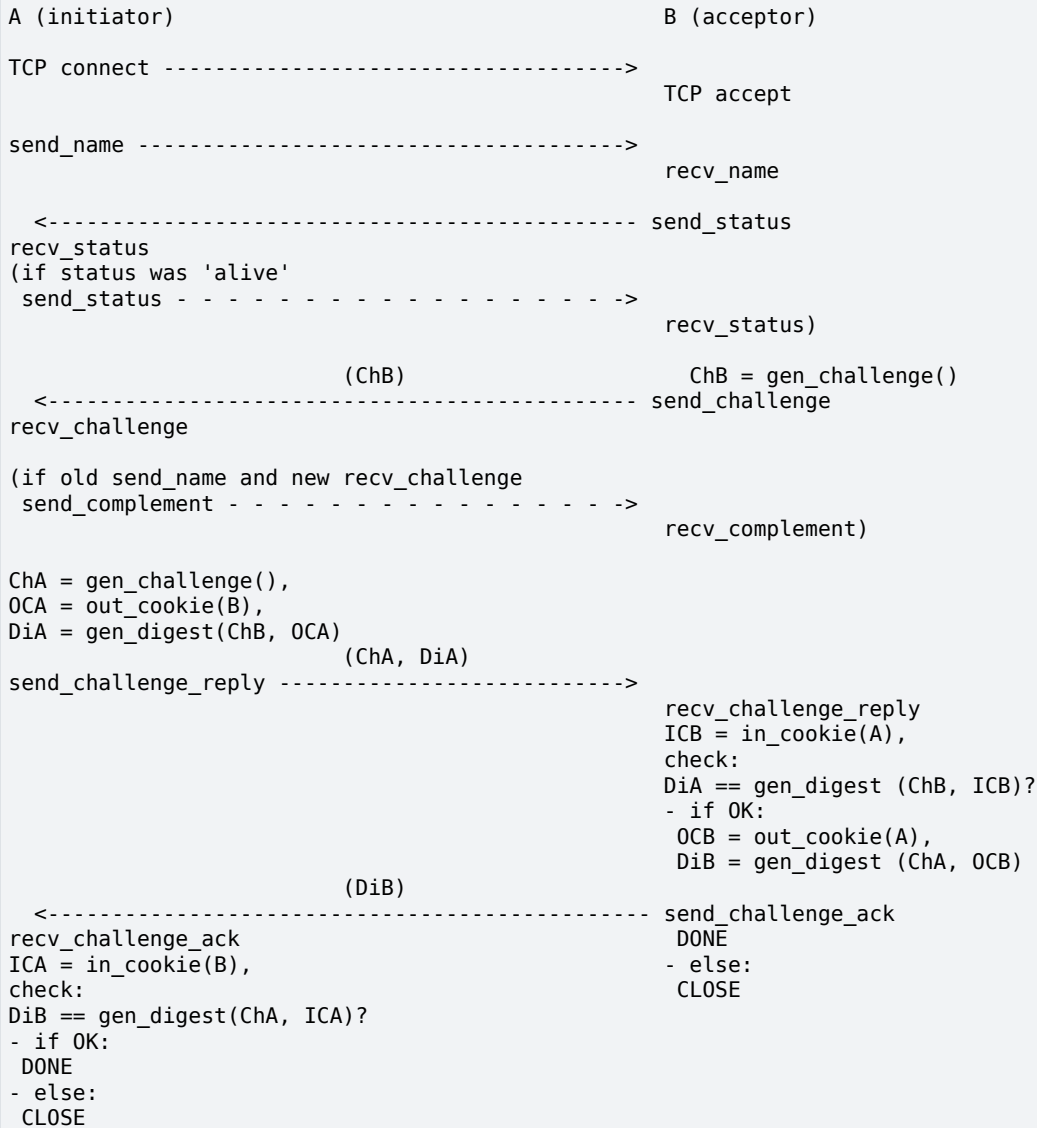 A (initiator)                                      B (acceptor)

TCP connect ------------------------------------>
                                                   TCP accept

send_name -------------------------------------->
                                                   recv_name

  <---------------------------------------------- send_status
recv_status
(if status was 'alive'
 send_status - - - - - - - - - - - - - - - - - ->
                                                   recv_status)

                          (ChB)                      ChB = gen_challenge()
  <---------------------------------------------- send_challenge
recv_challenge

(if old send_name and new recv_challenge
 send_complement - - - - - - - - - - - - - - - ->
                                                   recv_complement)

ChA = gen_challenge(),
OCA = out_cookie(B),
DiA = gen_digest(ChB, OCA)
                          (ChA, DiA)
send_challenge_reply --------------------------->
                                                   recv_challenge_reply
                                                   ICB = in_cookie(A),
                                                   check:
                                                   DiA == gen_digest (ChB, ICB)?
                                                   - if OK:
                                                    OCB = out_cookie(A),
                                                    DiB = gen_digest (ChA, OCB)
                          (DiB)
  <----------------------------------------------- send_challenge_ack
recv_challenge_ack                                  DONE
ICA = in_cookie(B),                                - else:
check:                                              CLOSE
DiB == gen_digest(ChA, ICA)?
- if OK:
 DONE
- else:
 CLOSE